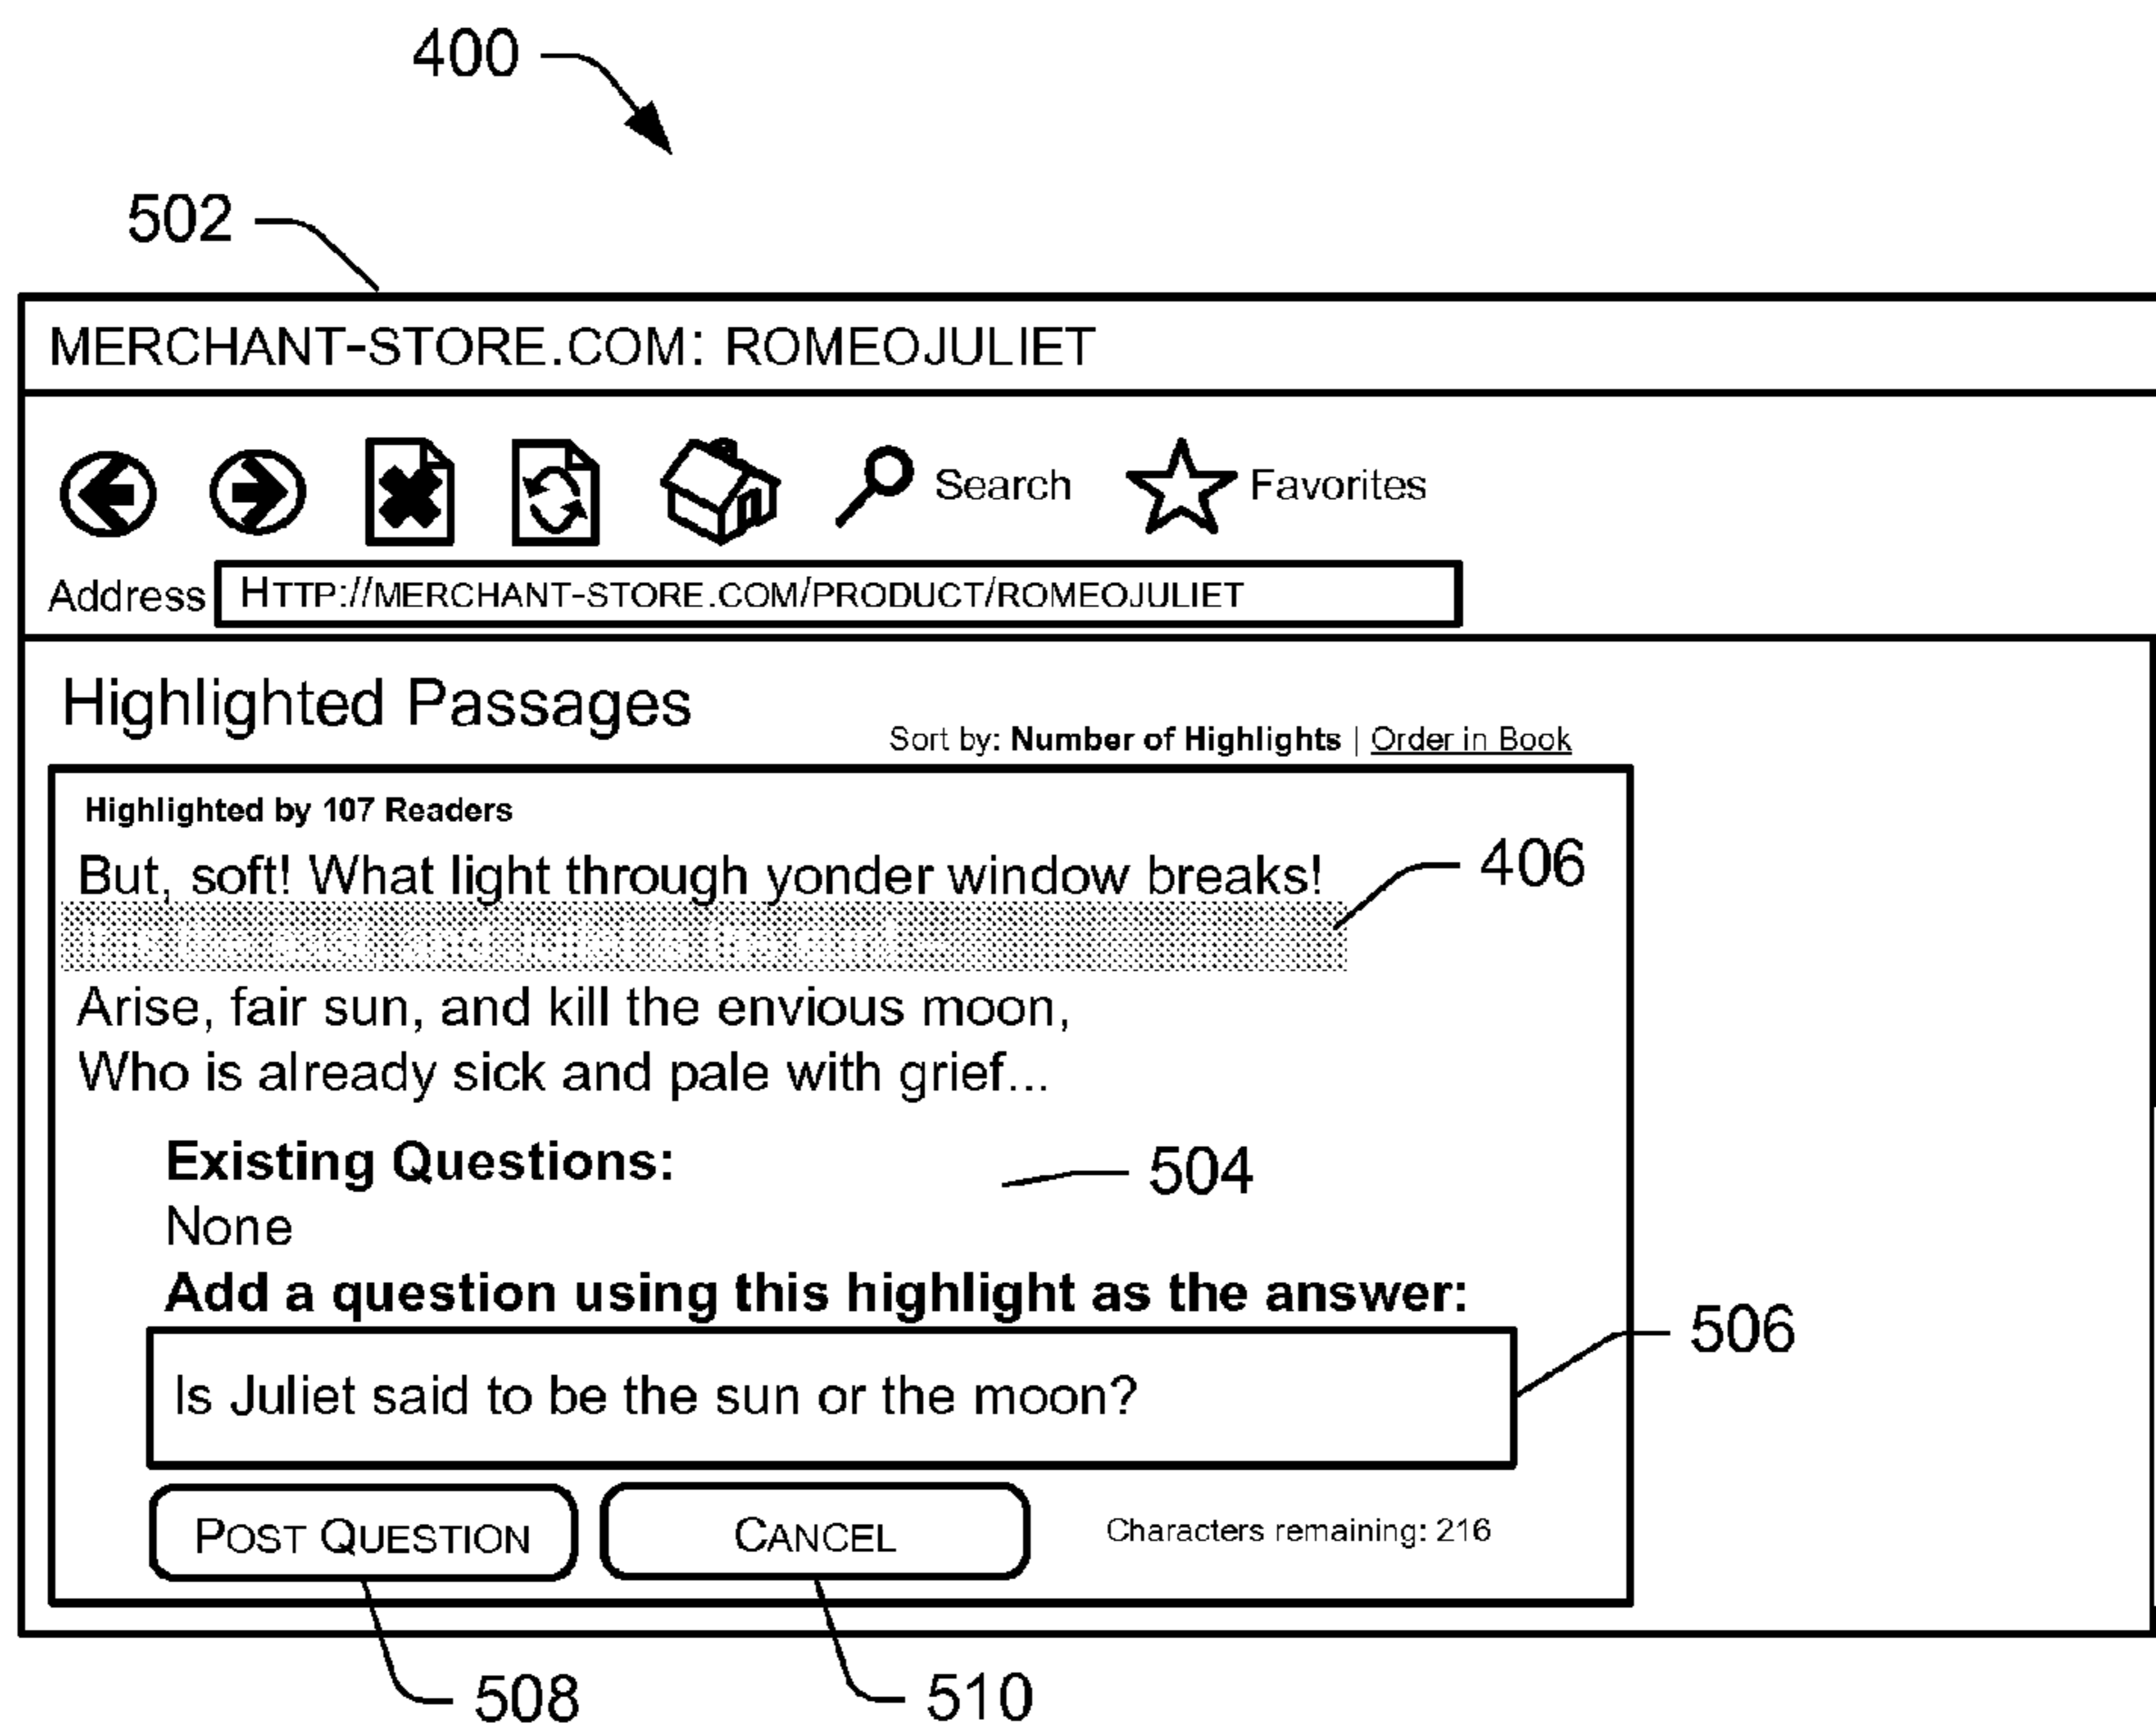 400
502
MERCHANT-STORE.COM: ROMEOJULIET
Search Favorites
Address HTTP://MERCHANT-STORE.COM/PRODUCT/ROMEOJULIET
Highlighted Passages
Sort by: Number of Highlights | Order in Book
Highlighted by 107 Readers
But, soft! What light through yonder window breaks!
406
Arise, fair sun, and kill the envious moon,
Who is already sick and pale with grief...
Existing Questions:
504
None
Add a question using this highlight as the answer:
506
Is Juliet said to be the sun or the moon?
POST QUESTION CANCEL Characters remaining: 216
508 510